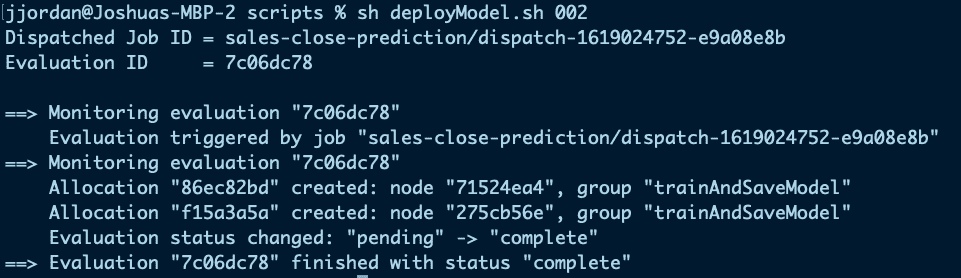 jjordan@Joshuas-MBP-2 scripts % sh deployModel.sh 002
Dispatched Job ID = sales-close-prediction/dispatch-1619024752-e9a08e8b
Evaluation ID     = 7c06dc78

==> Monitoring evaluation "7c06dc78"
    Evaluation triggered by job "sales-close-prediction/dispatch-1619024752-e9a08e8b"
==> Monitoring evaluation "7c06dc78"
    Allocation "86ec82bd" created: node "71524ea4", group "trainAndSaveModel"
    Allocation "f15a3a5a" created: node "275cb56e", group "trainAndSaveModel"
    Evaluation status changed: "pending" -> "complete"
==> Evaluation "7c06dc78" finished with status "complete"